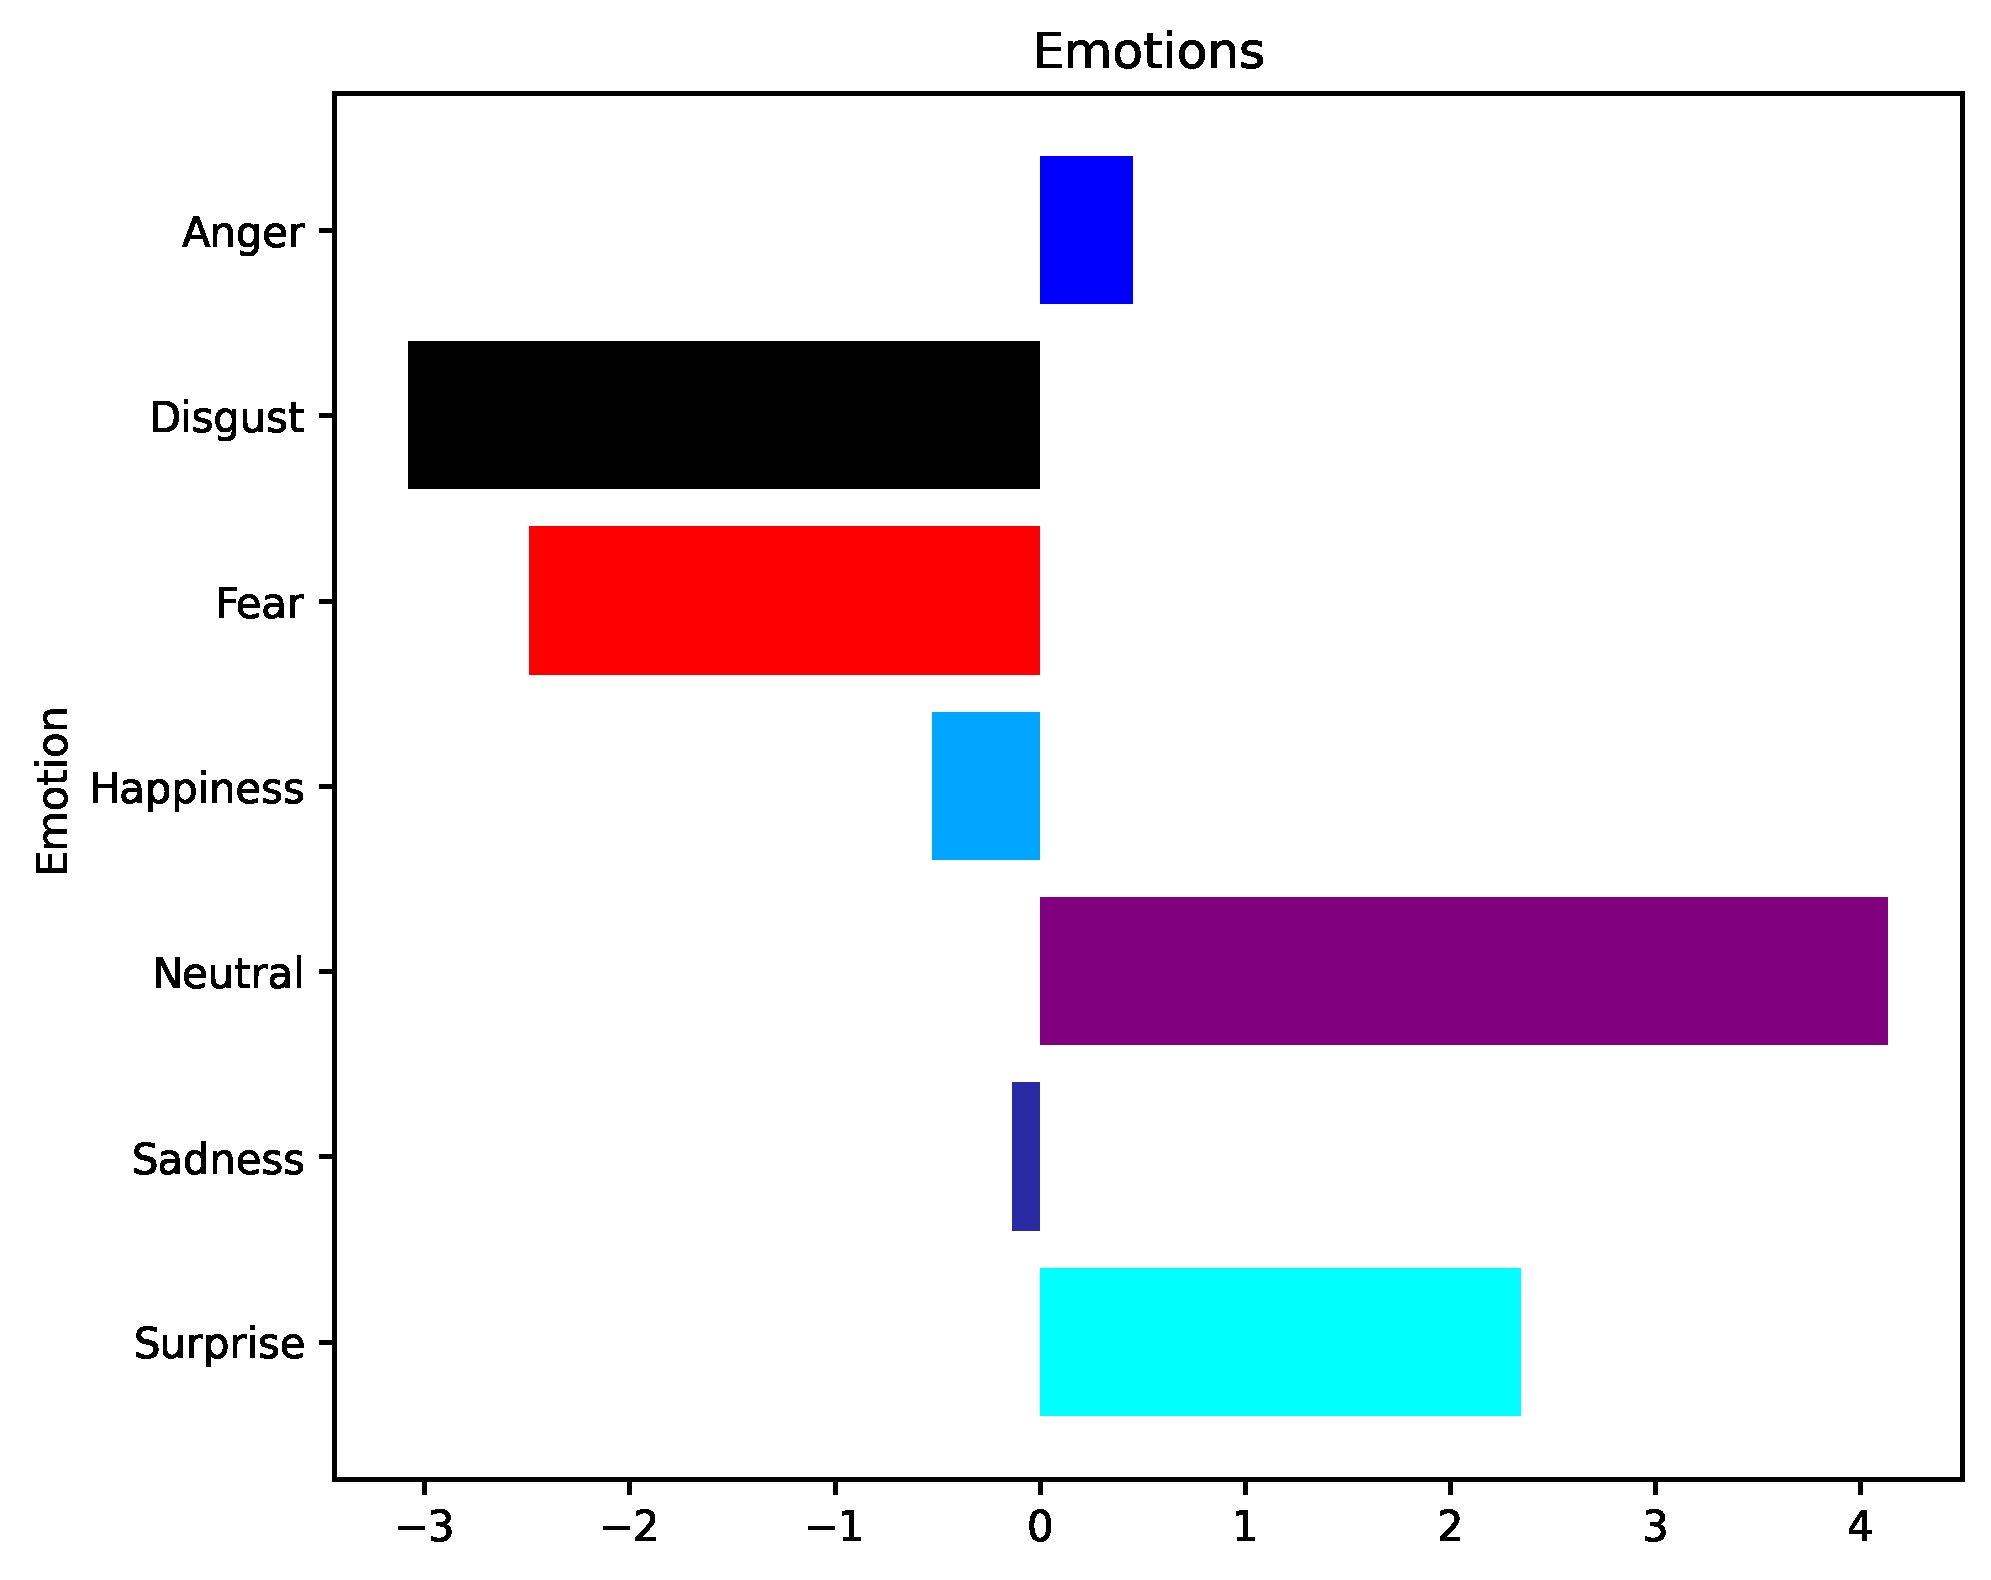 Emotions
Anger
Disgust
Fear
Happiness
Neutral
Sadness
Surprise
Emotion
−3 −2 −1 0 1 2 3 4